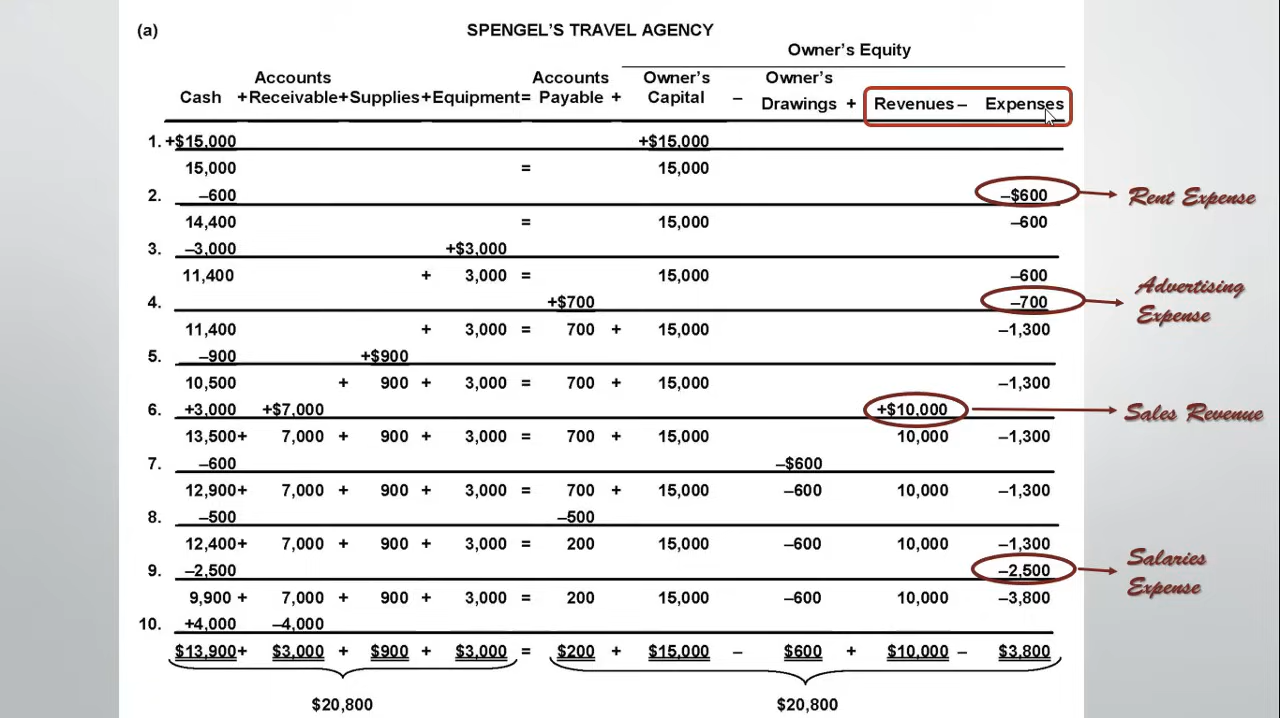 (a) SPENGEL'S TRAVEL AGENCY
Owner's Equity
Accounts Accounts Owner's Owner's
Cash +Receivable+Supplies+Equipment= Payable + Capital – Drawings + Revenues – Expenses
1. +$15,000 +$15,000
15,000 = 15,000
2. –600 –$600 Rent Expense
14,400 = 15,000 –600
3. –3,000 +$3,000
11,400 + 3,000 = 15,000 –600
4. +$700 –700 Advertising
Expense
11,400 + 3,000 = 700 + 15,000 –1,300
5. –900 +$900
10,500 + 900 + 3,000 = 700 + 15,000 –1,300
6. +3,000 +$7,000 +$10,000 Sales Revenue
13,500+ 7,000 + 900 + 3,000 = 700 + 15,000 10,000 –1,300
7. –600 –$600
12,900+ 7,000 + 900 + 3,000 = 700 + 15,000 –600 10,000 –1,300
8. –500 –500
12,400+ 7,000 + 900 + 3,000 = 200 15,000 –600 10,000 –1,300
9. –2,500 –2,500 Salaries
Expense
9,900 + 7,000 + 900 + 3,000 = 200 15,000 –600 10,000 –3,800
10. +4,000 –4,000
$13,900+ $3,000 + $900 + $3,000 = $200 + $15,000 – $600 + $10,000 – $3,800
$20,800 $20,800